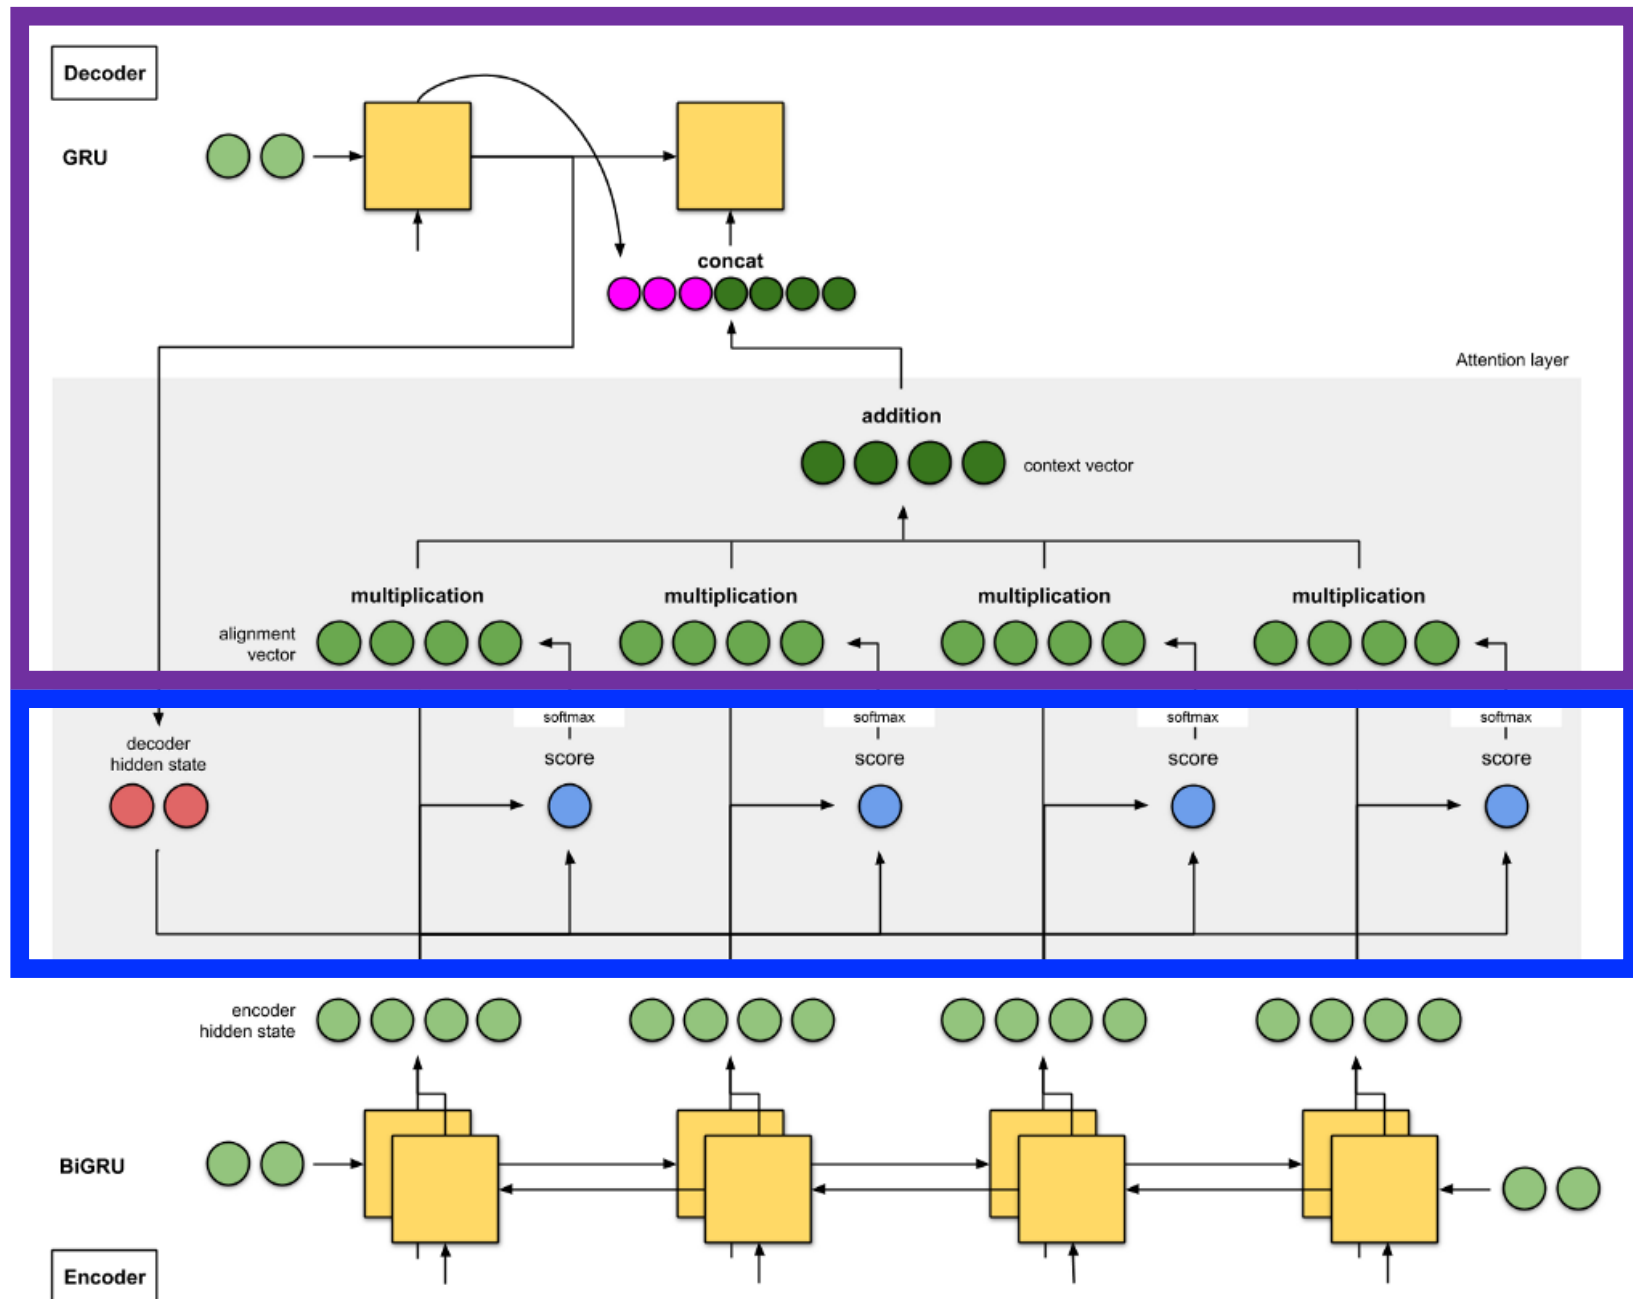 Decoder
GRU
concat
Attention layer
addition
context vector
multiplication multiplication multiplication multiplication
alignment
vector
softmax softmax softmax softmax
decoder
hidden state
score score score score
encoder
hidden state
BiGRU
Encoder